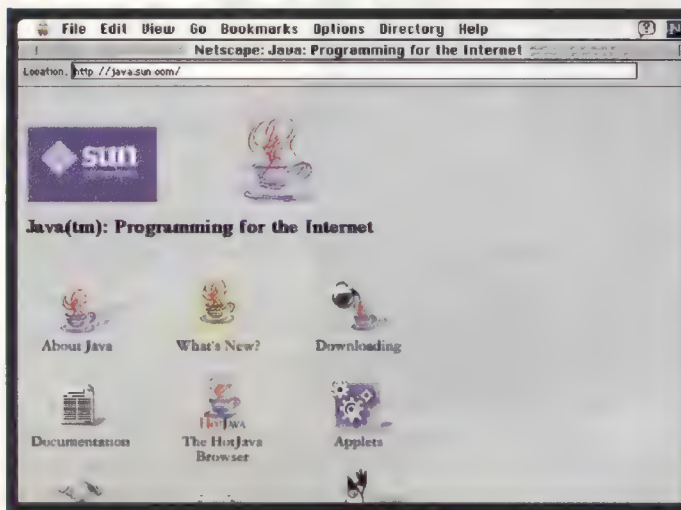 File Edit View Go Bookmarks Options Directory Help
Netscape: Java: Programming for the Internet
Location: http://java.sun.com/
sun
Java(tm): Programming for the Internet
About Java What's New? Downloading
HotJava
Documentation The HotJava Browser Applets